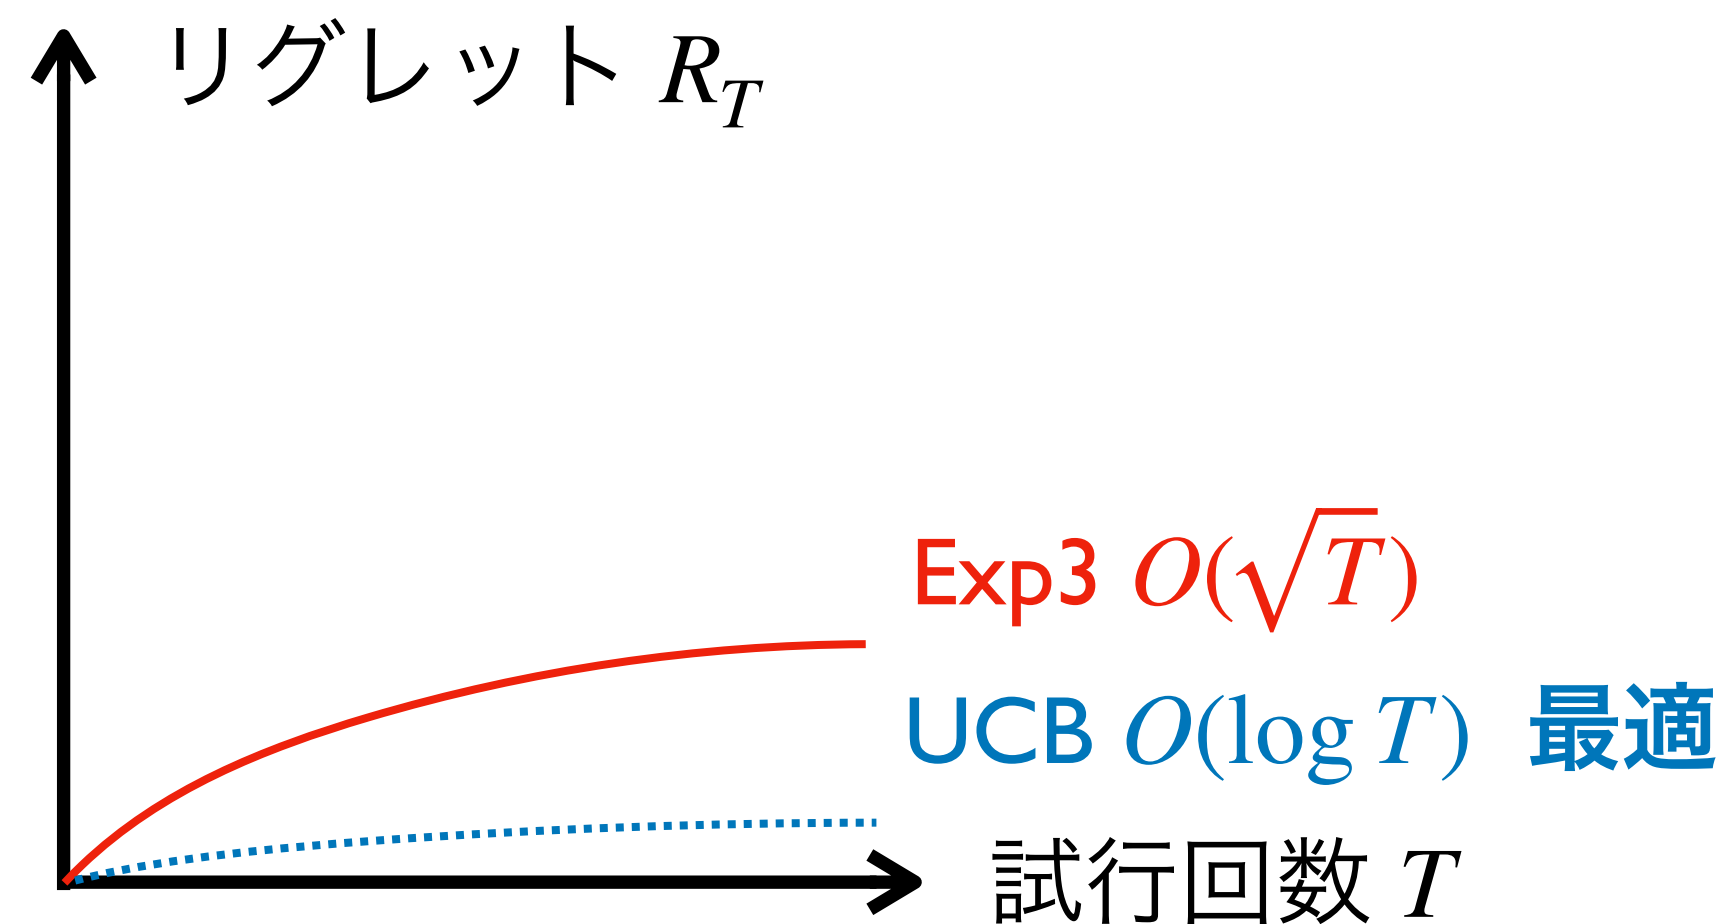 リグレット R_T
Exp3 O(√T)
UCB O(log T) 最適
試行回数 T